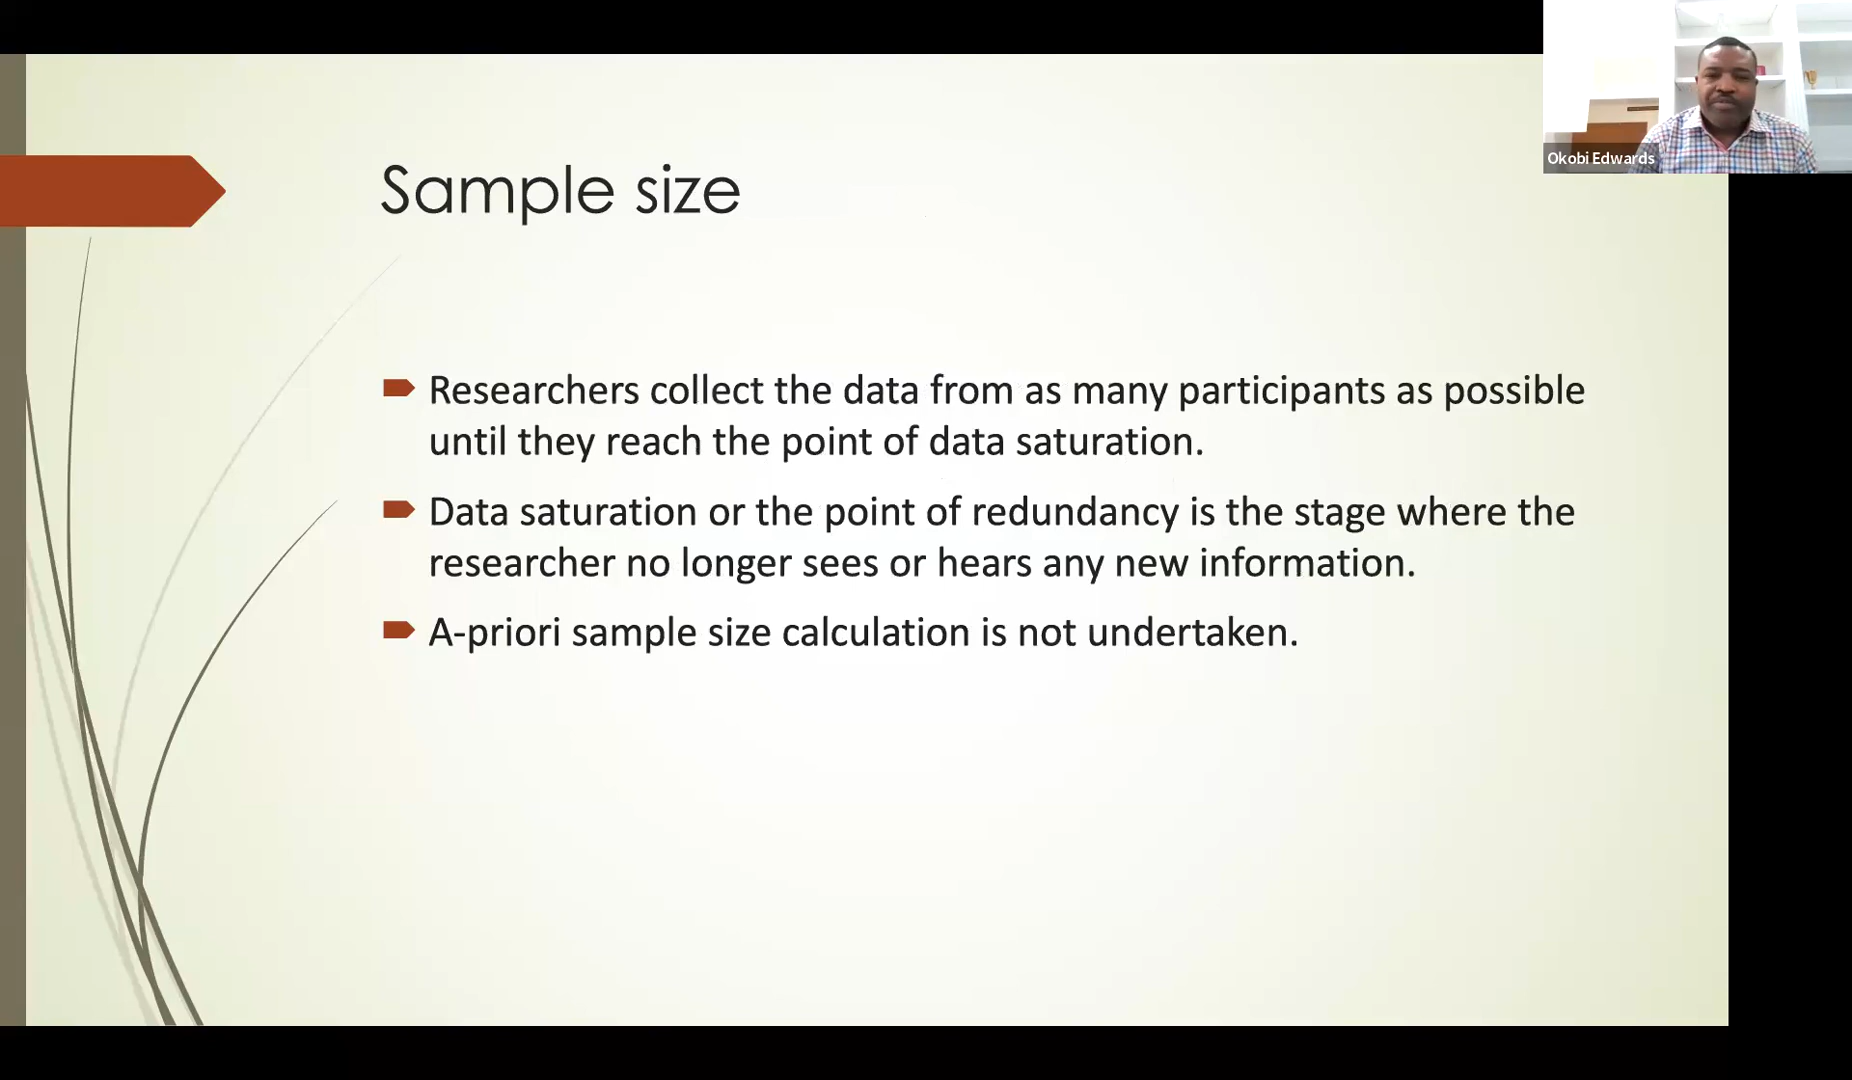 Okobi Edwards
Sample size
Researchers collect the data from as many participants as possible
until they reach the point of data saturation.
Data saturation or the point of redundancy is the stage where the
researcher no longer sees or hears any new information.
A-priori sample size calculation is not undertaken.